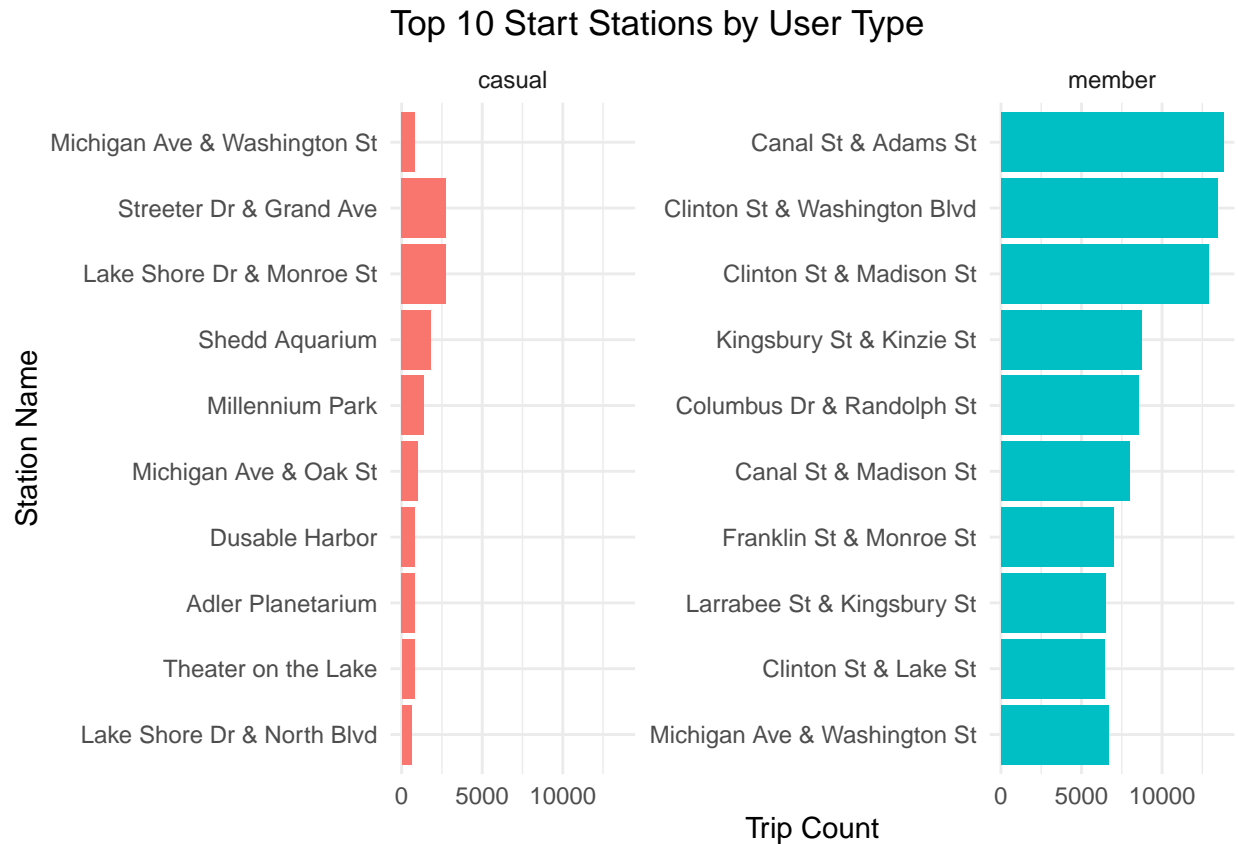 Top 10 Start Stations by User Type
casual
member
Station Name
Michigan Ave & Washington St
Streeter Dr & Grand Ave
Lake Shore Dr & Monroe St
Shedd Aquarium
Millennium Park
Michigan Ave & Oak St
Dusable Harbor
Adler Planetarium
Theater on the Lake
Lake Shore Dr & North Blvd
0 5000 10000
Canal St & Adams St
Clinton St & Washington Blvd
Clinton St & Madison St
Kingsbury St & Kinzie St
Columbus Dr & Randolph St
Canal St & Madison St
Franklin St & Monroe St
Larrabee St & Kingsbury St
Clinton St & Lake St
Michigan Ave & Washington St
0 5000 10000
Trip Count